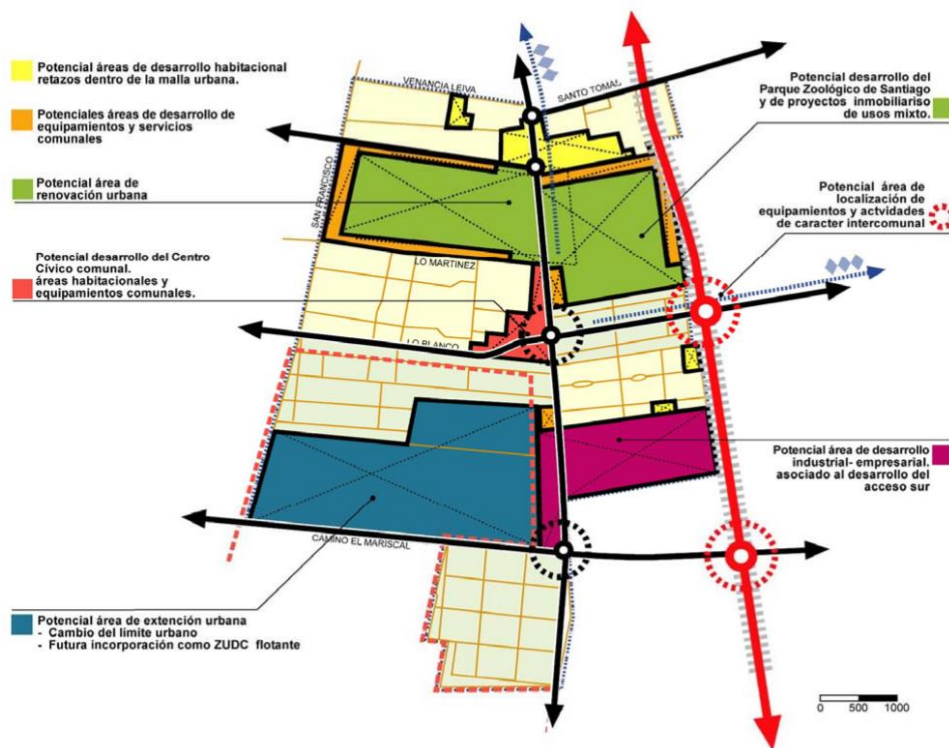 Potencial áreas de desarrollo habitacional
retazos dentro de la malla urbana.
Potenciales áreas de desarrollo de
equipamientos y servicios
comunales
Potencial área de
renovación urbana
Potencial desarrollo del Centro
Cívico comunal.
áreas habitacionales y
equipamientos comunales.
Potencial área de extención urbana
- Cambio del límite urbano
- Futura incorporación como ZUDC flotante
VENANCIA LEIVA
SANTO TOMAS
SAN FRANCISCO
LO MARTINEZ
LO BLANCO
CAMINO EL MARISCAL
Potencial desarrollo del
Parque Zoológico de Santiago
y de proyectos inmobiliariso
de usos mixto.
Potencial área de
localización de
equipamientos y actvidades
de caracter intercomunal
Potencial área de desarrollo
industrial- empresarial.
asociado al desarrollo del
acceso sur
0 500 1000